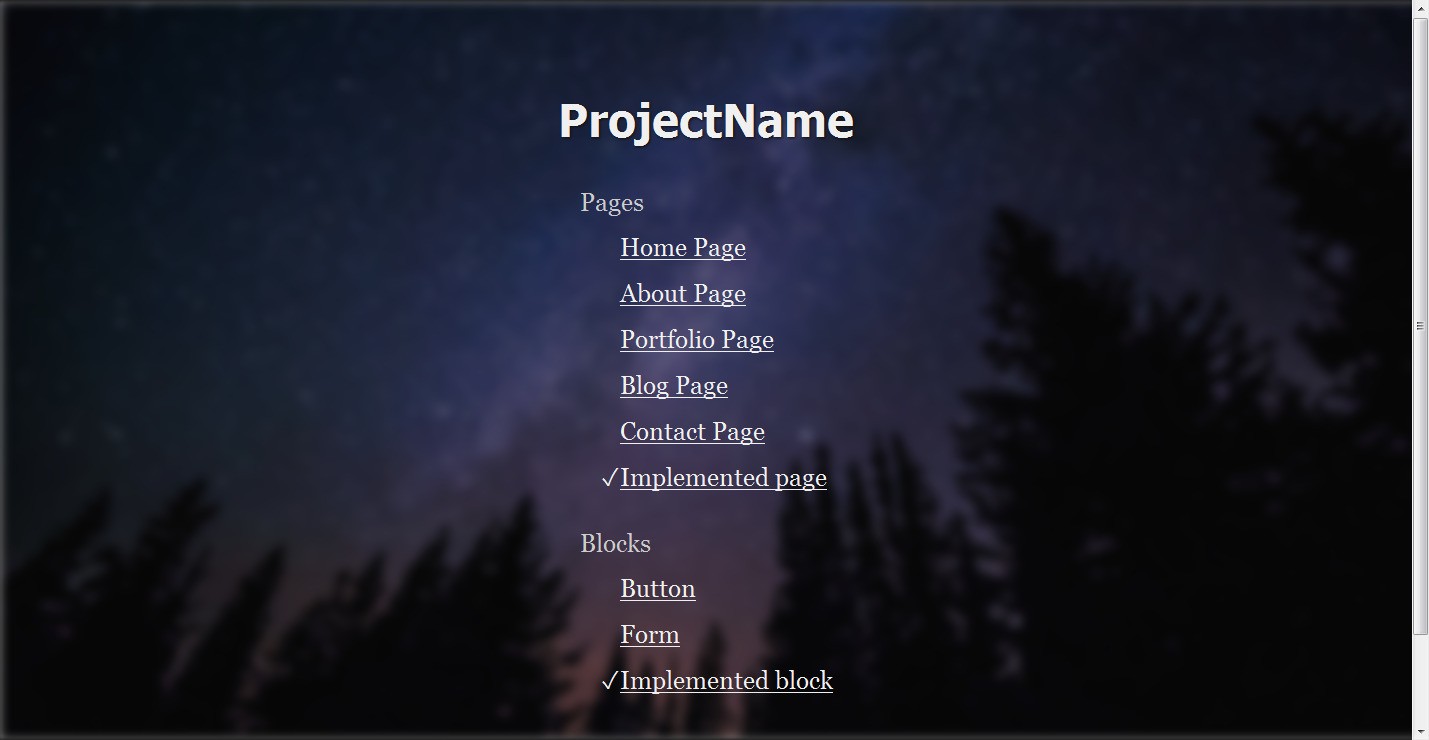 ProjectName
Pages
Home Page
About Page
Portfolio Page
Blog Page
Contact Page
✓Implemented page
Blocks
Button
Form
✓Implemented block